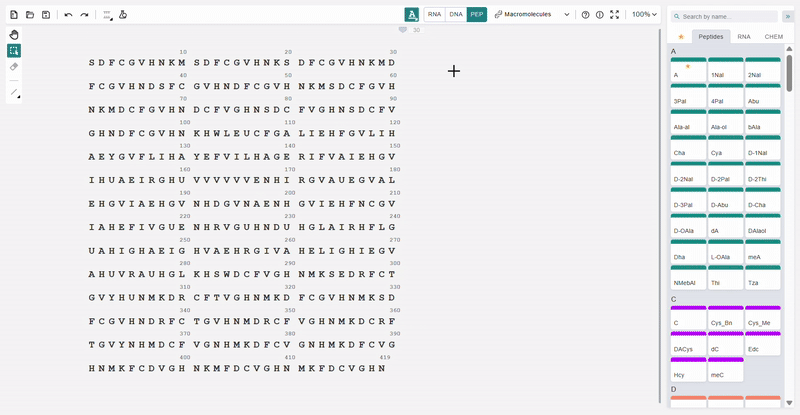 RNA DNA PEP Macromolecules 100%
Search by name...
30
Peptides RNA CHEM
10 20 30
SDFCGVHNKM SDFCGVHNKS DFCGVHNKMD
40 50 60
FCGVHNDSFC GVHNDFCGVH NKMSDCFGVH
70 80 90
NKMDCFGVHN DCFVGHNSDC FVGHNSDCFV
100 110 120
GHNDFCGVHN KHWLEUCFGA LIEHFGVLIH
130 140 150
AEYGVFLIHA YEFVILHAGE RIFVAIEHGV
160 170 180
IHUAEIRGHU VVVVVVVENH IRGVAUEGVAL
190 200 210
EHGVIAEHGV NHDGVNAENH GVIEHFNCGV
220 230 240
IAHEFIVGUE NHRVGUHNDU HGLAIRHFLG
250 260 270
UAHIGHAEIG HVAEHRGIVA HELIGHIEGV
280 290 300
AHUVRAUHGL KHSWDCFVGH NMKSEDRFCT
310 320 330
GVYHUNMKDR CFTVGHNMKD FCGVHNMKSD
340 350 360
FCGVHNDRFC TGVHNMDRCF VGHNMKDCRF
370 380 390
TGVYNHMDCF VGNHMKDFCV GNHMKDFCVG
400 410 419
HNMKFCDVGH NKMFDCVGHN MKFDCVGHN
A
A 1Nal 2Nal
3Pal 4Pal Abu
Ala-al Ala-ol bAla
Cha Cya D-1Nal
D-2Nal D-2Pal D-2Thi
D-3Pal D-Abu D-Cha
D-OAla dA DAlaol
Dha L-OAla meA
NMebAl Thi Tza
C
C Cys_Bn Cys_Me
DACys dC Edc
Hcy meC
D